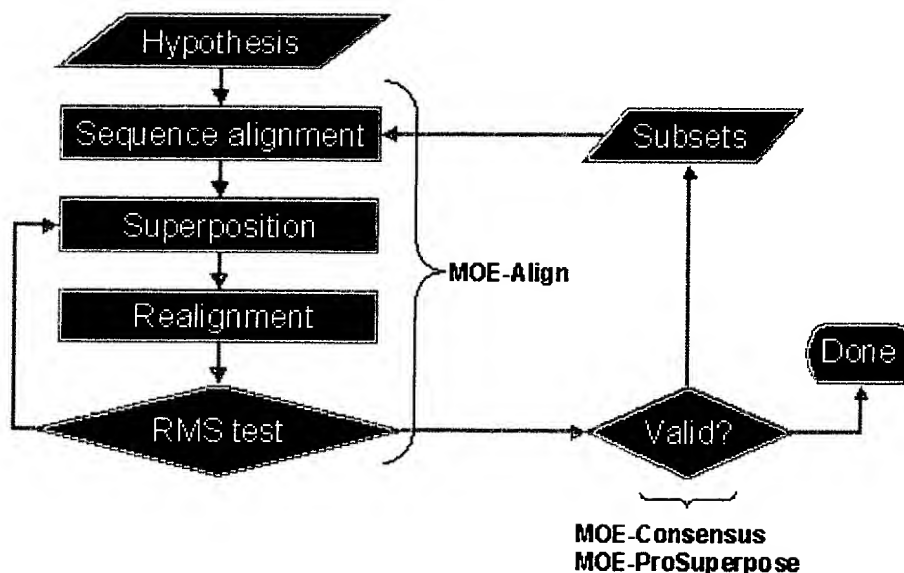 Hypothesis
Sequence alignment
Superposition
Realignment
RMS test
MOE-Align
Subsets
Valid?
Done
MOE-Consensus
MOE-ProSuperpose